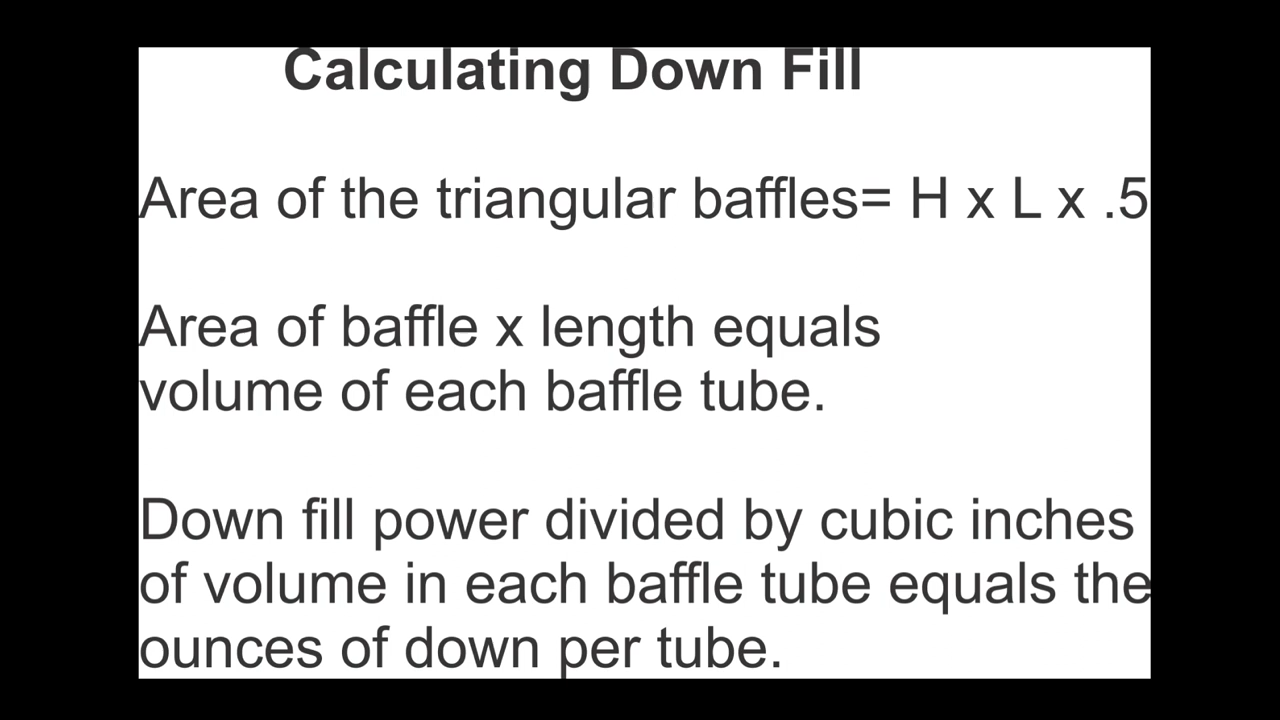 Calculating Down Fill
Area of the triangular baffles= H x L x .5
Area of baffle x length equals
volume of each baffle tube.
Down fill power divided by cubic inches
of volume in each baffle tube equals the
ounces of down per tube.